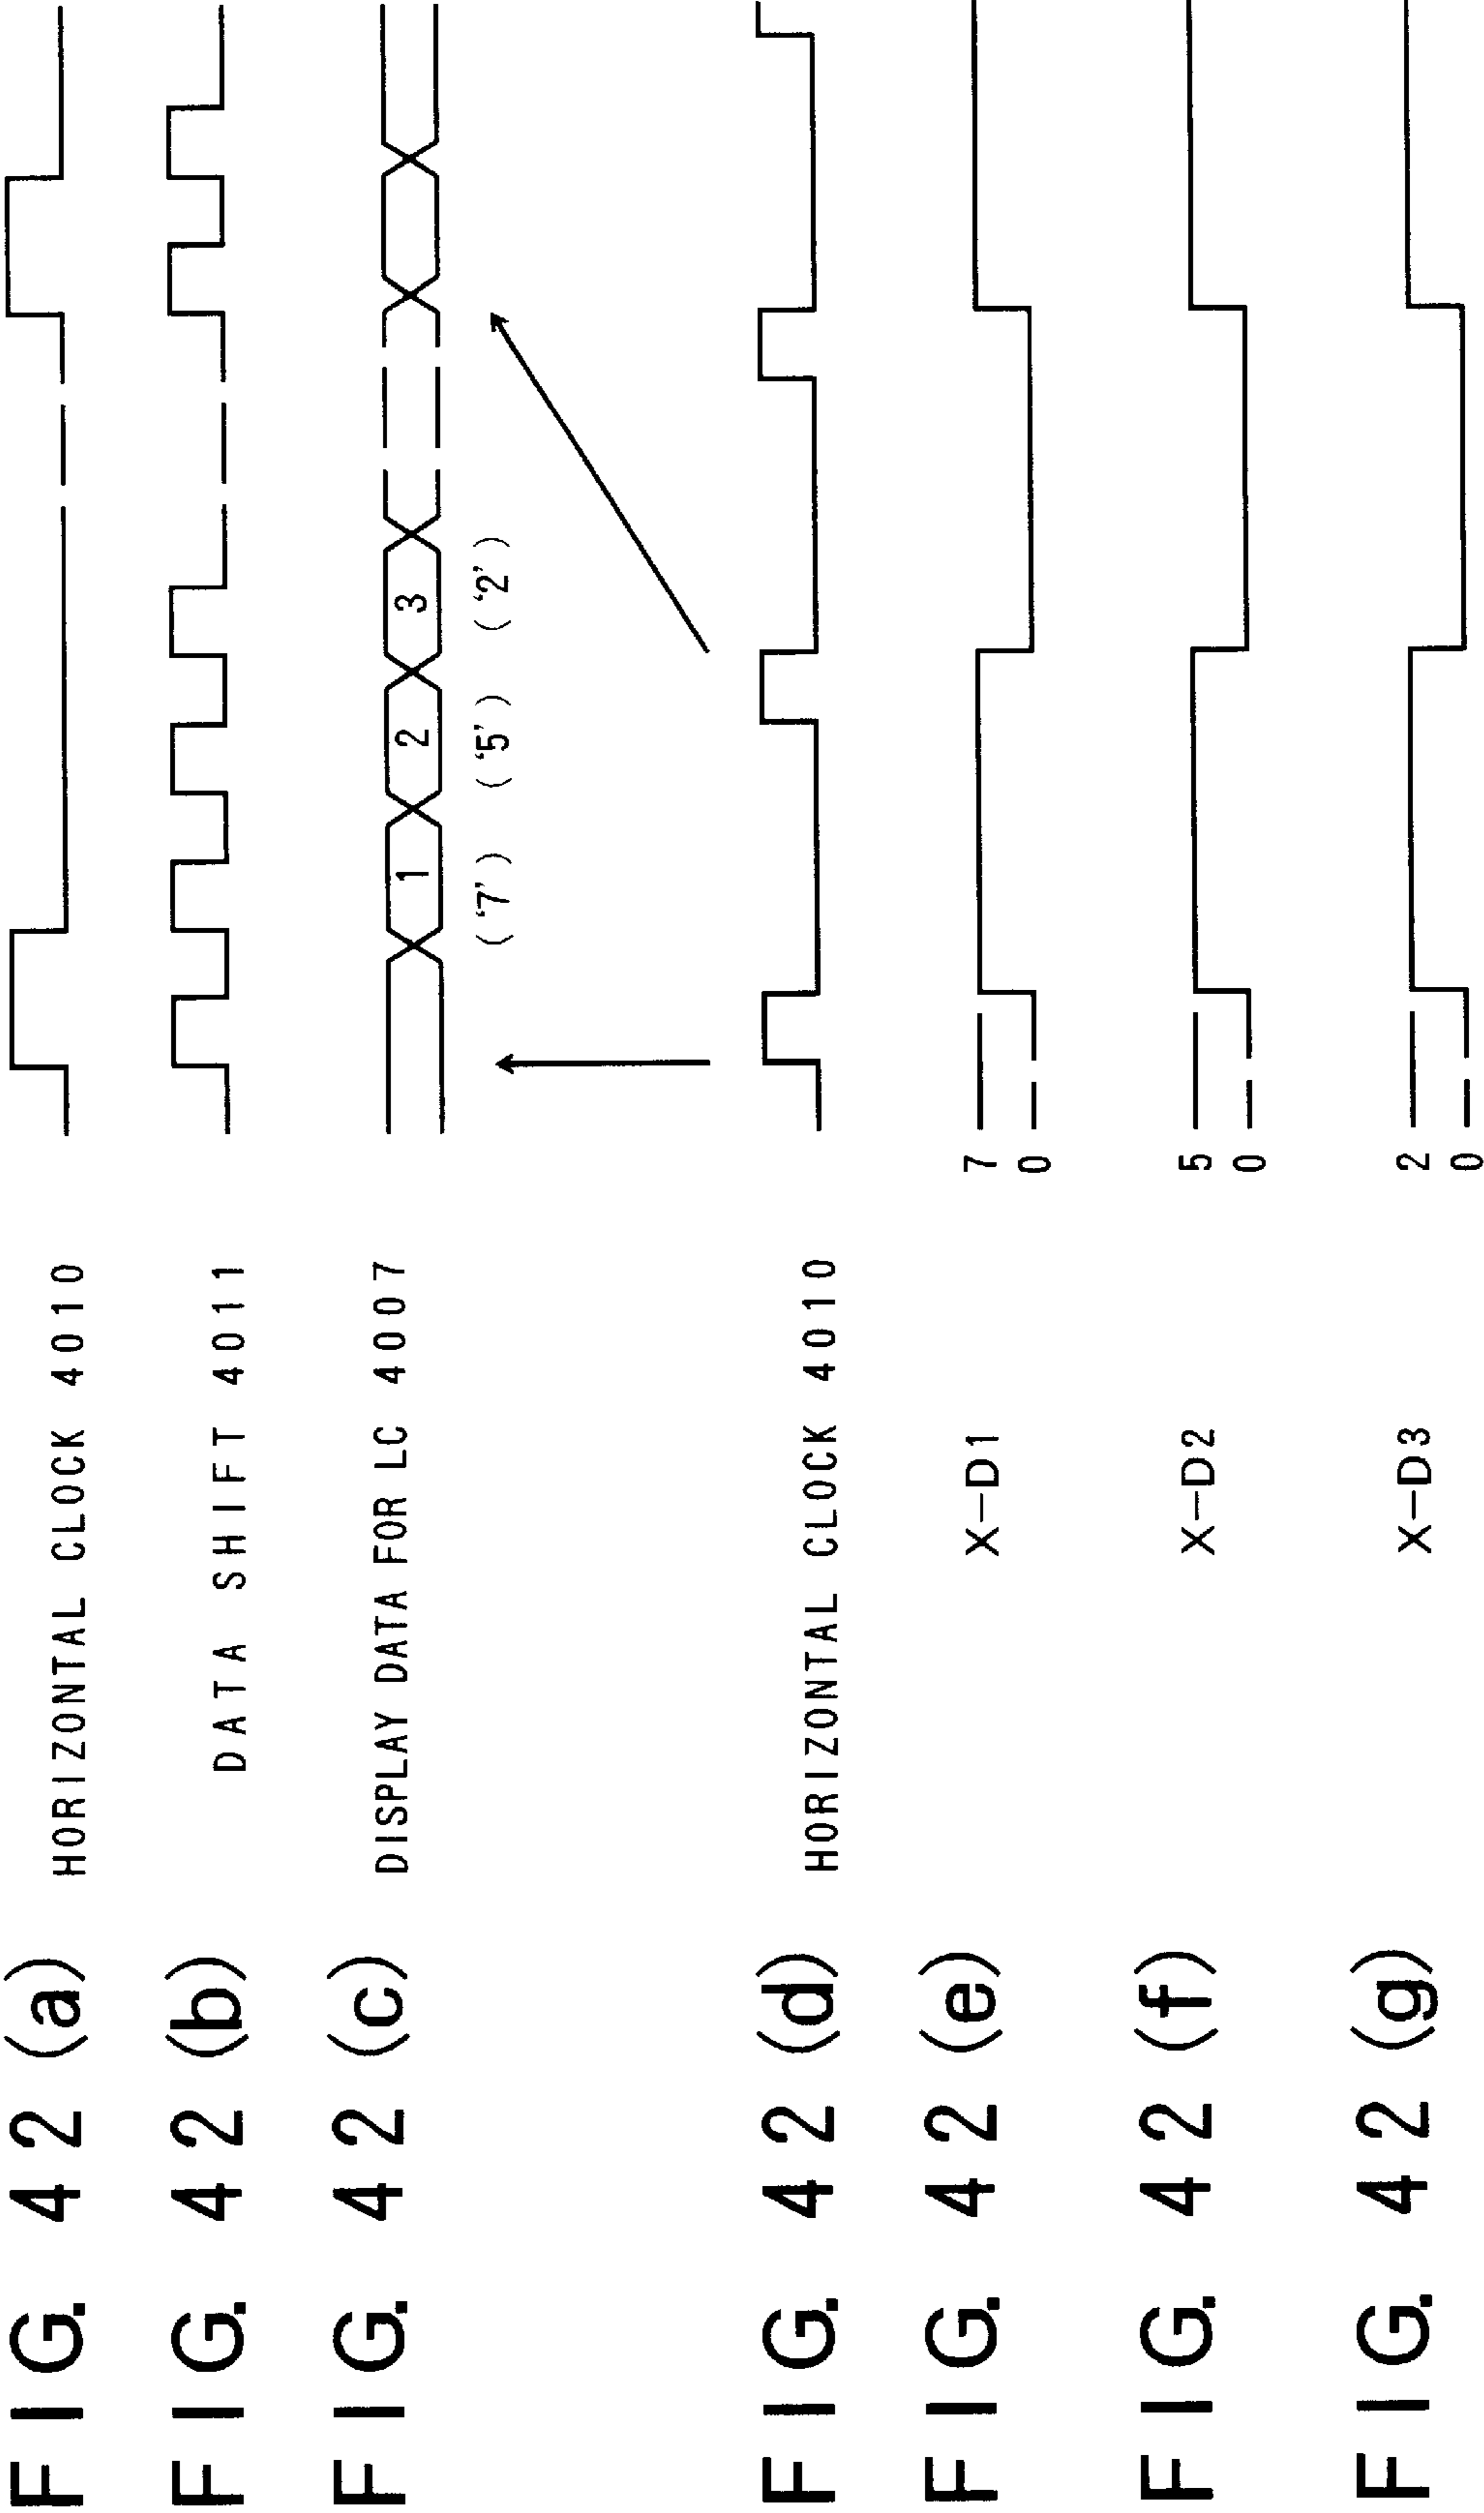 FIG. 42(a) HORIZONTAL CLOCK 4010
FIG. 42(b) DATA SHIFT 4011
FIG. 42(c) DISPLAY DATA FOR LC 4007 1 2 3
('7') ('5') ('2')
FIG. 42(d) HORIZONTAL CLOCK 4010
FIG. 42(e) X-D1 7
0
FIG. 42(f) X-D2 5
0
FIG. 42(g) X-D3 2
0